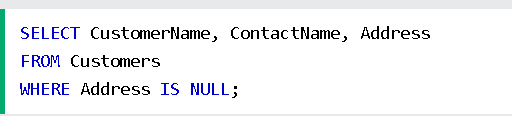 SELECT CustomerName, ContactName, Address
FROM Customers
WHERE Address IS NULL;